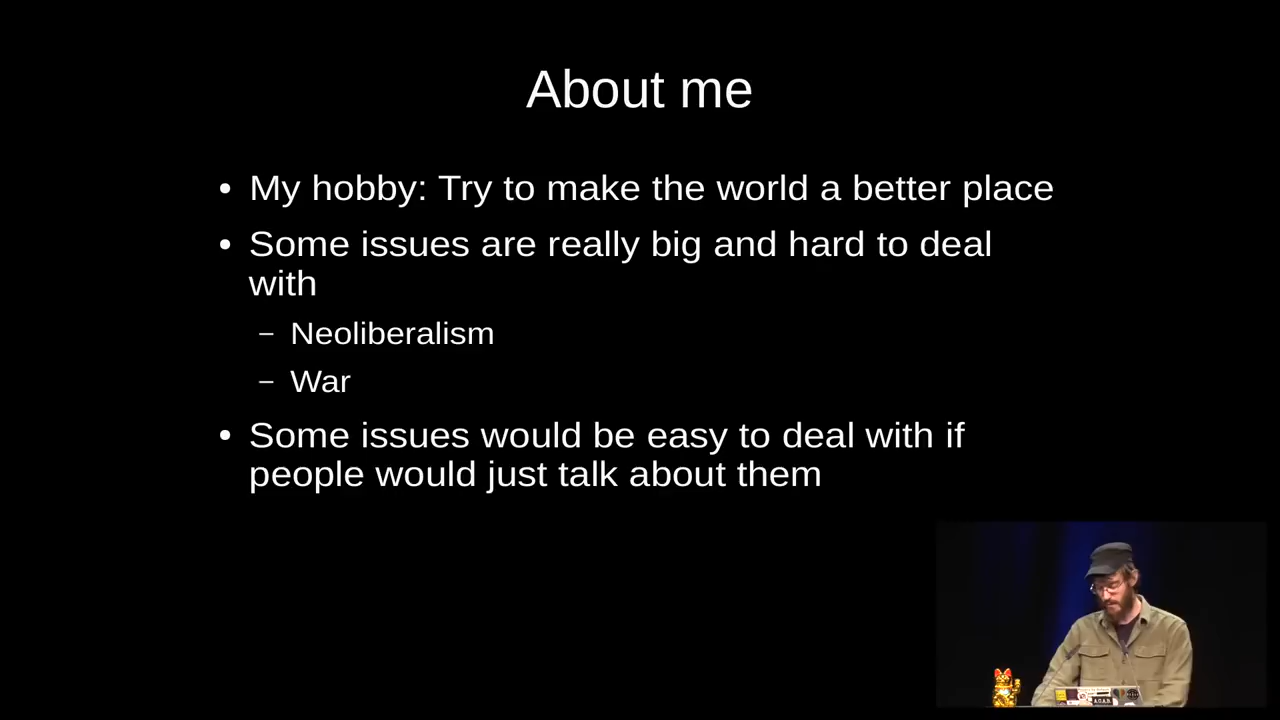 About me
• My hobby: Try to make the world a better place
• Some issues are really big and hard to deal
with
– Neoliberalism
– War
• Some issues would be easy to deal with if
people would just talk about them
A.C.A.B.